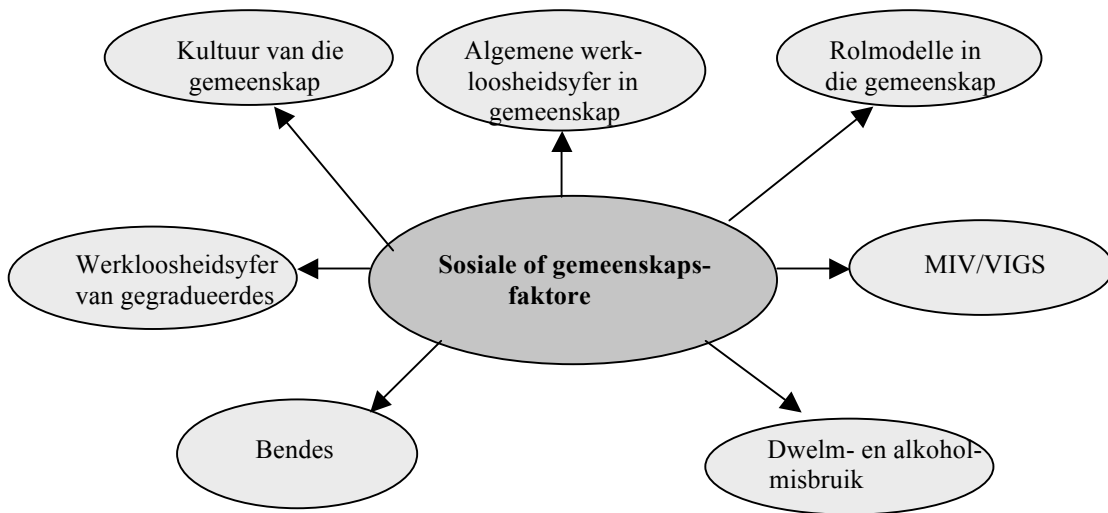 Kultuur van die
gemeenskap
Algemene werk-
loosheidsyfer in
gemeenskap
Rolmodelle in
die gemeenskap
Werkloosheidsyfer
van gegradueerdes
Sosiale of gemeenskaps-
faktore
MIV/VIGS
Bendes
Dwelm- en alkohol-
misbruik